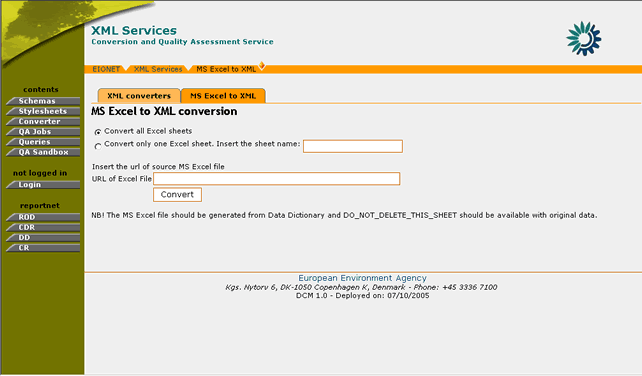 XML Services
Conversion and Quality Assessment Service
EIONET XML Services MS Excel to XML
contents
Schemas
Stylesheets
Converter
QA Jobs
Queries
QA Sandbox
not logged in
Login
reportnet
ROD
CDR
DD
CR
XML converters MS Excel to XML
MS Excel to XML conversion
Convert all Excel sheets
Convert only one Excel sheet. Insert the sheet name:
Insert the url of source MS Excel file
URL of Excel File
Convert
NB! The MS Excel file should be generated from Data Dictionary and DO_NOT_DELETE_THIS_SHEET should be available with original data.
European Environment Agency
Kgs. Nytorv 6, DK-1050 Copenhagen K, Denmark - Phone: +45 3336 7100
DCM 1.0 - Deployed on: 07/10/2005